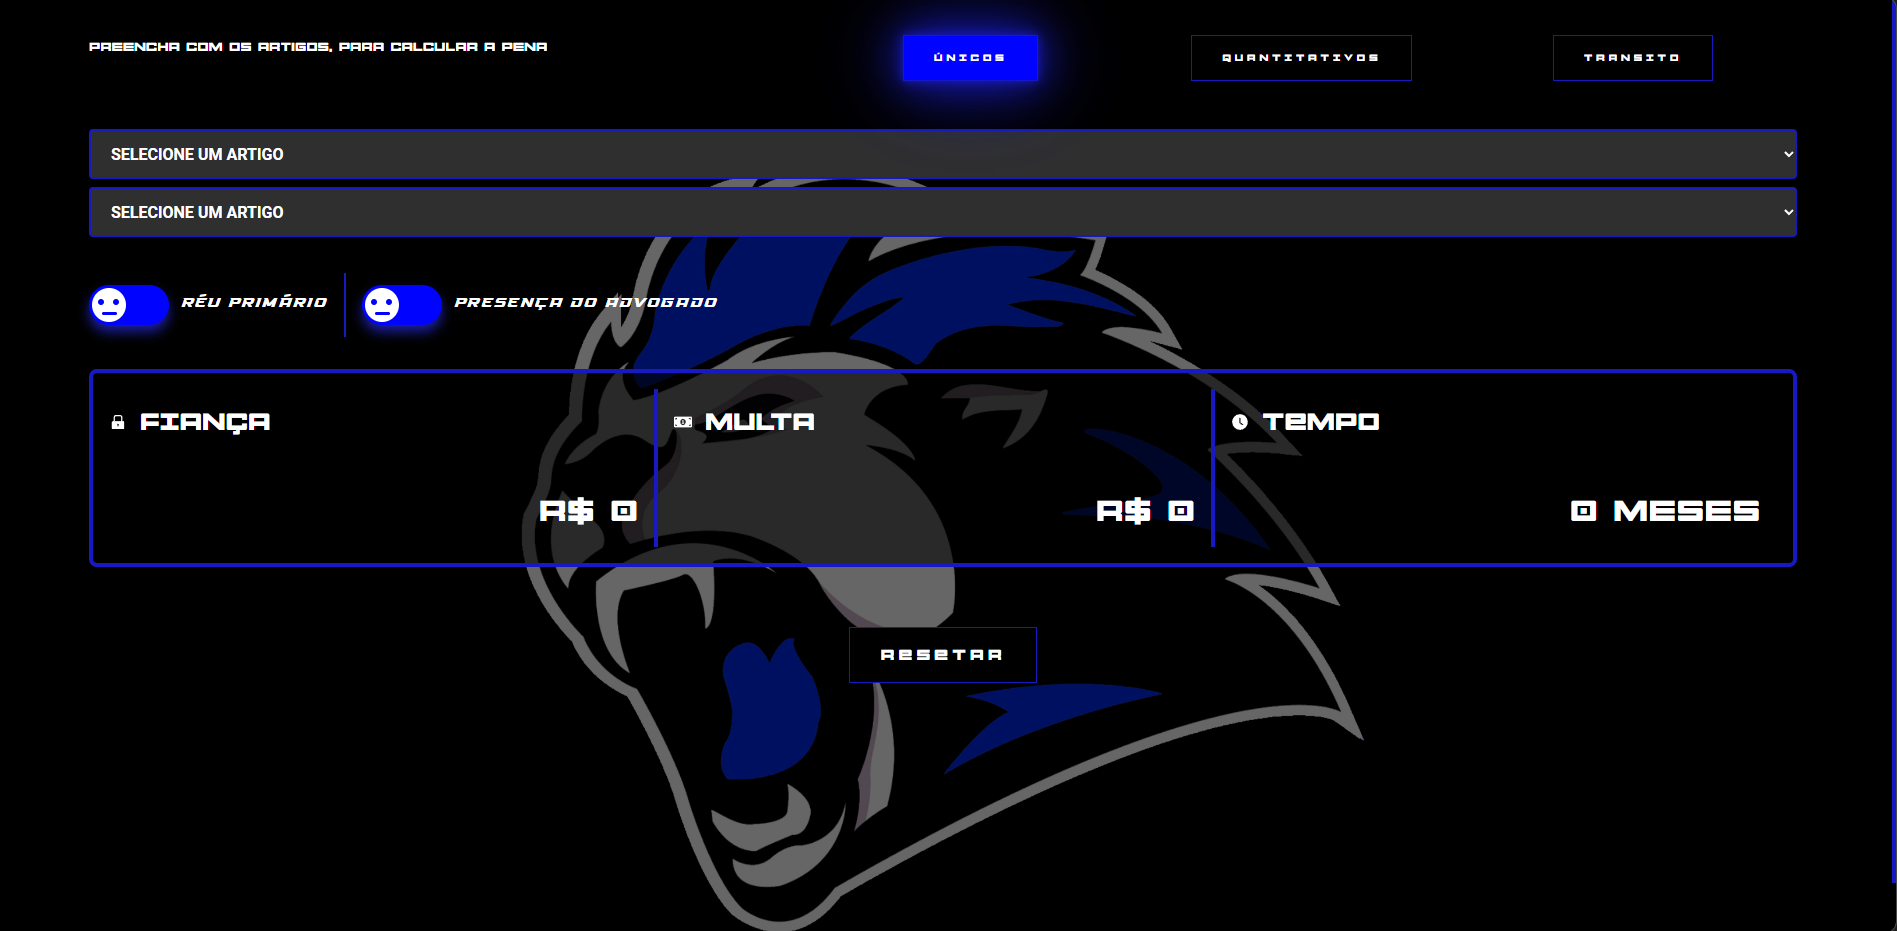 PREENCHA COM OS ARTIGOS, PARA CALCULAR A PENA
ÚNICOS
QUANTITATIVOS
TRANSITO
SELECIONE UM ARTIGO
SELECIONE UM ARTIGO
RÉU PRIMÁRIO
PRESENÇA DO ADVOGADO
FIANÇA
MULTA
TEMPO
R$ 0
R$ 0
0 MESES
RESETAR